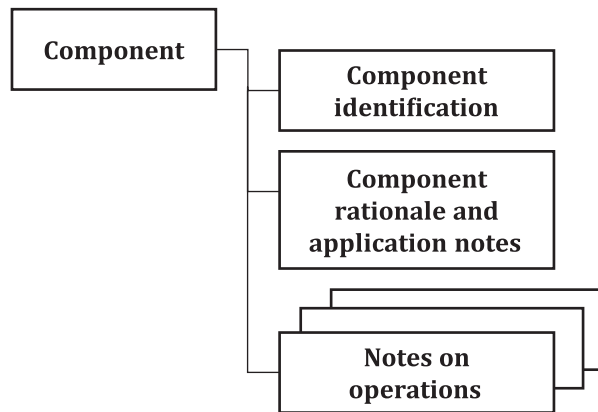 Component
Component
identification
Component
rationale and
application notes
Notes on
operations